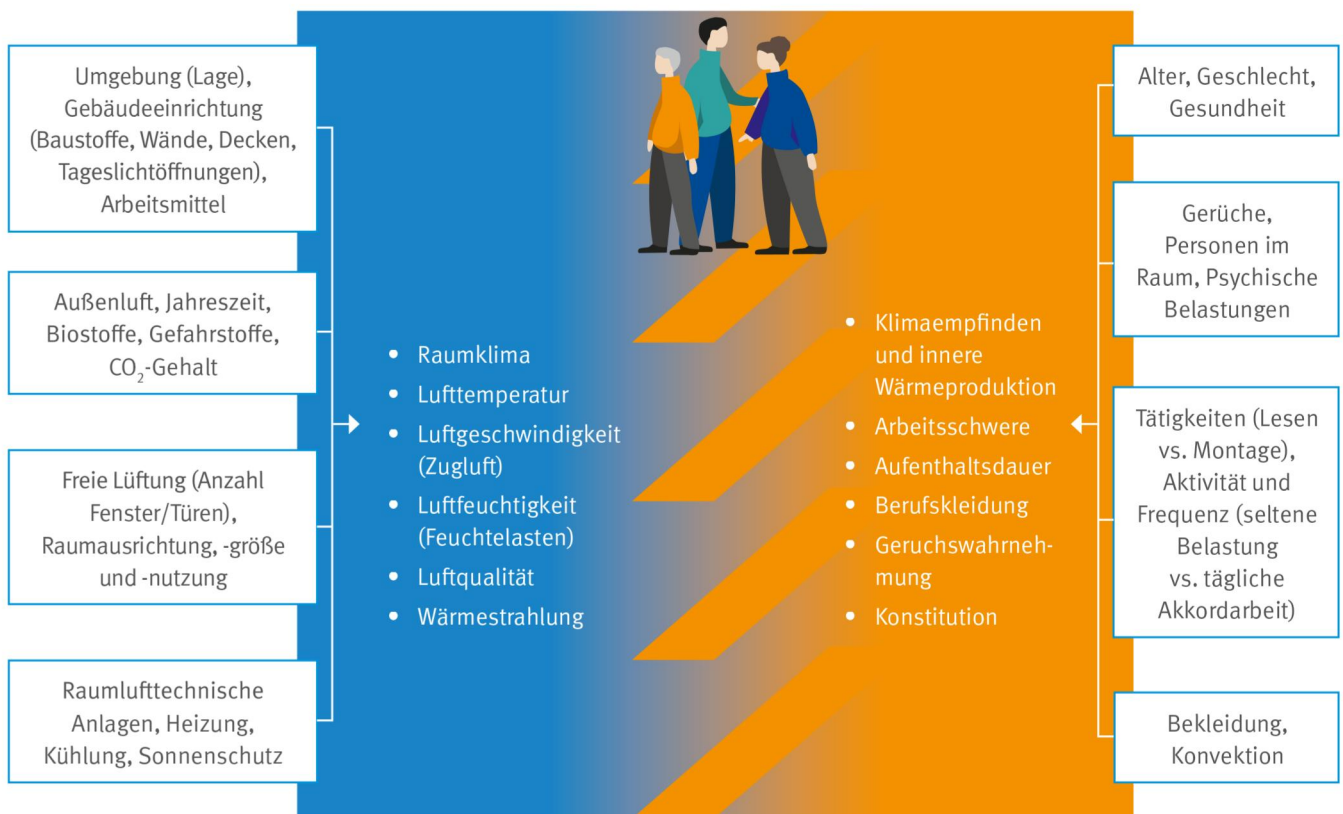 Umgebung (Lage),
Gebäudeeinrichtung
(Baustoffe, Wände, Decken,
Tageslichtöffnungen),
Arbeitsmittel
Außenluft, Jahreszeit,
Biostoffe, Gefahrstoffe,
CO₂-Gehalt
Freie Lüftung (Anzahl
Fenster/Türen),
Raumausrichtung, -größe
und -nutzung
Raumlufttechnische
Anlagen, Heizung,
Kühlung, Sonnenschutz
• Raumklima
• Lufttemperatur
• Luftgeschwindigkeit
(Zugluft)
• Luftfeuchtigkeit
(Feuchtelasten)
• Luftqualität
• Wärmestrahlung
• Klimaempfinden
und innere
Wärmeproduktion
• Arbeitsschwere
• Aufenthaltsdauer
• Berufskleidung
• Geruchswahrneh-
mung
• Konstitution
Alter, Geschlecht,
Gesundheit
Gerüche,
Personen im
Raum, Psychische
Belastungen
Tätigkeiten (Lesen
vs. Montage),
Aktivität und
Frequenz (seltene
Belastung
vs. tägliche
Akkordarbeit)
Bekleidung,
Konvektion